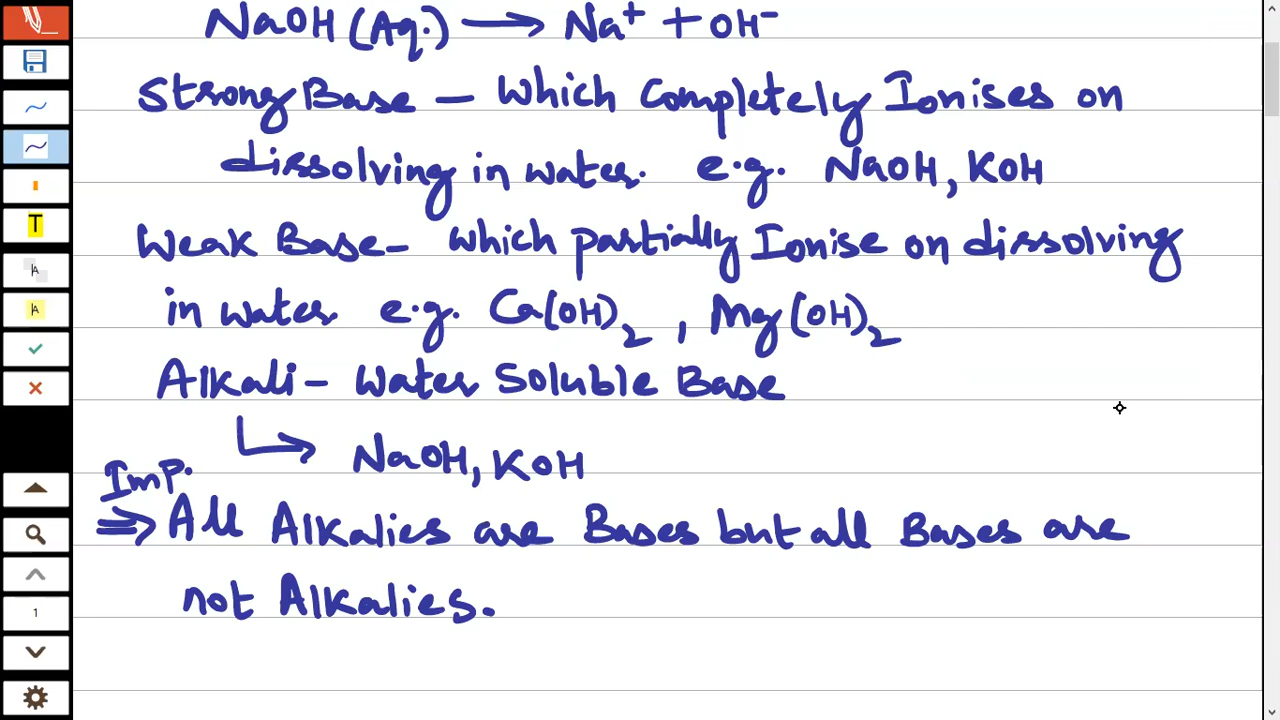 NaOH (Aq.) → Na⁺ + OH⁻
Strong Base – Which Completely Ionises on
dissolving in water. e.g. NaOH, KOH
Weak Base – which partially Ionise on dissolving
in water. e.g. Ca(OH)₂ , Mg(OH)₂
Alkali – Water Soluble Base
↳ NaOH, KOH
Imp.
⇒ All Alkalies are Bases but all Bases are
not Alkalies.
T
A
A
1